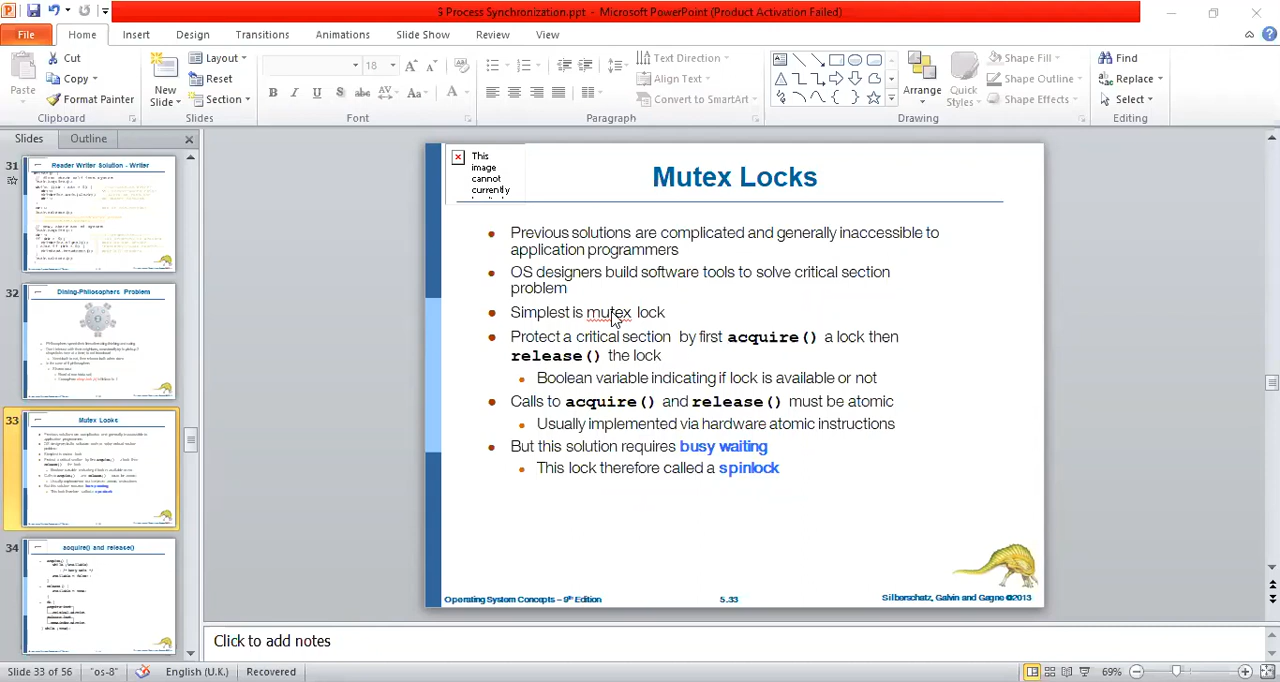 S Process Synchronization.ppt - Microsoft PowerPoint (Product Activation Failed)
File Home Insert Design Transitions Animations Slide Show Review View
Cut
Copy
Format Painter
Paste
Clipboard
New
Slide
Layout
Reset
Section
Slides
18
Font
Text Direction
Align Text
Convert to SmartArt
Paragraph
Arrange
Quick
Styles
Shape Fill
Shape Outline
Shape Effects
Drawing
Find
Replace
Select
Editing
Slides Outline
31
Reader Writer Solution - Writer
32
Dining-Philosophers Problem
33
Mutex Locks
34
acquire() and release()
This
image
cannot
Mutex Locks
Previous solutions are complicated and generally inaccessible to
application programmers
OS designers build software tools to solve critical section
problem
Simplest is mutex lock
Protect a critical section by first acquire() a lock then
release() the lock
Boolean variable indicating if lock is available or not
Calls to acquire() and release() must be atomic
Usually implemented via hardware atomic instructions
But this solution requires busy waiting
This lock therefore called a spinlock
Operating System Concepts – 9th Edition 5.33 Silberschatz, Galvin and Gagne ©2013
Click to add notes
Slide 33 of 56 "os-8" English (U.K.) Recovered 69%